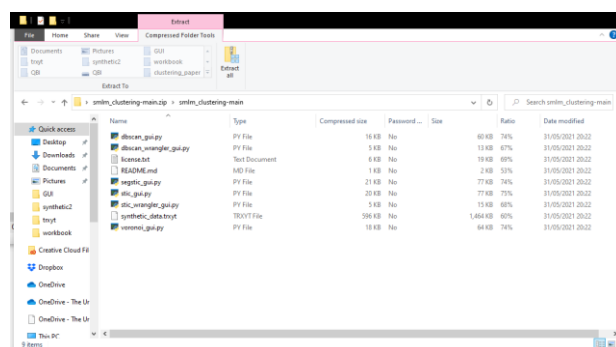 Extract
File Home Share View Compressed Folder Tools
Documents Pictures GUI
trxyt synthetic2 workbook
QBI QBI clustering_paper
Extract all
Extract To
smlm_clustering-main.zip › smlm_clustering-main
Search smlm_clustering-main
Name Type Compressed size Password ... Size Ratio Date modified
Quick access
Desktop
Downloads
Documents
Pictures
GUI
synthetic2
trxyt
workbook
Creative Cloud Fil
Dropbox
OneDrive
OneDrive - The Ur
OneDrive - The Ur
This PC
dbscan_gui.py PY File 16 KB No 60 KB 74% 31/05/2021 20:22
dbscan_wrangler_gui.py PY File 5 KB No 13 KB 67% 31/05/2021 20:22
license.txt Text Document 6 KB No 19 KB 69% 31/05/2021 20:22
README.md MD File 1 KB No 2 KB 53% 31/05/2021 20:22
segstic_gui.py PY File 21 KB No 77 KB 74% 31/05/2021 20:22
stic_gui.py PY File 20 KB No 77 KB 75% 31/05/2021 20:22
stic_wrangler_gui.py PY File 5 KB No 15 KB 68% 31/05/2021 20:22
synthetic_data.trxyt TRXYT File 596 KB No 1,464 KB 60% 31/05/2021 20:22
voronoi_gui.py PY File 18 KB No 64 KB 74% 31/05/2021 20:22
9 items